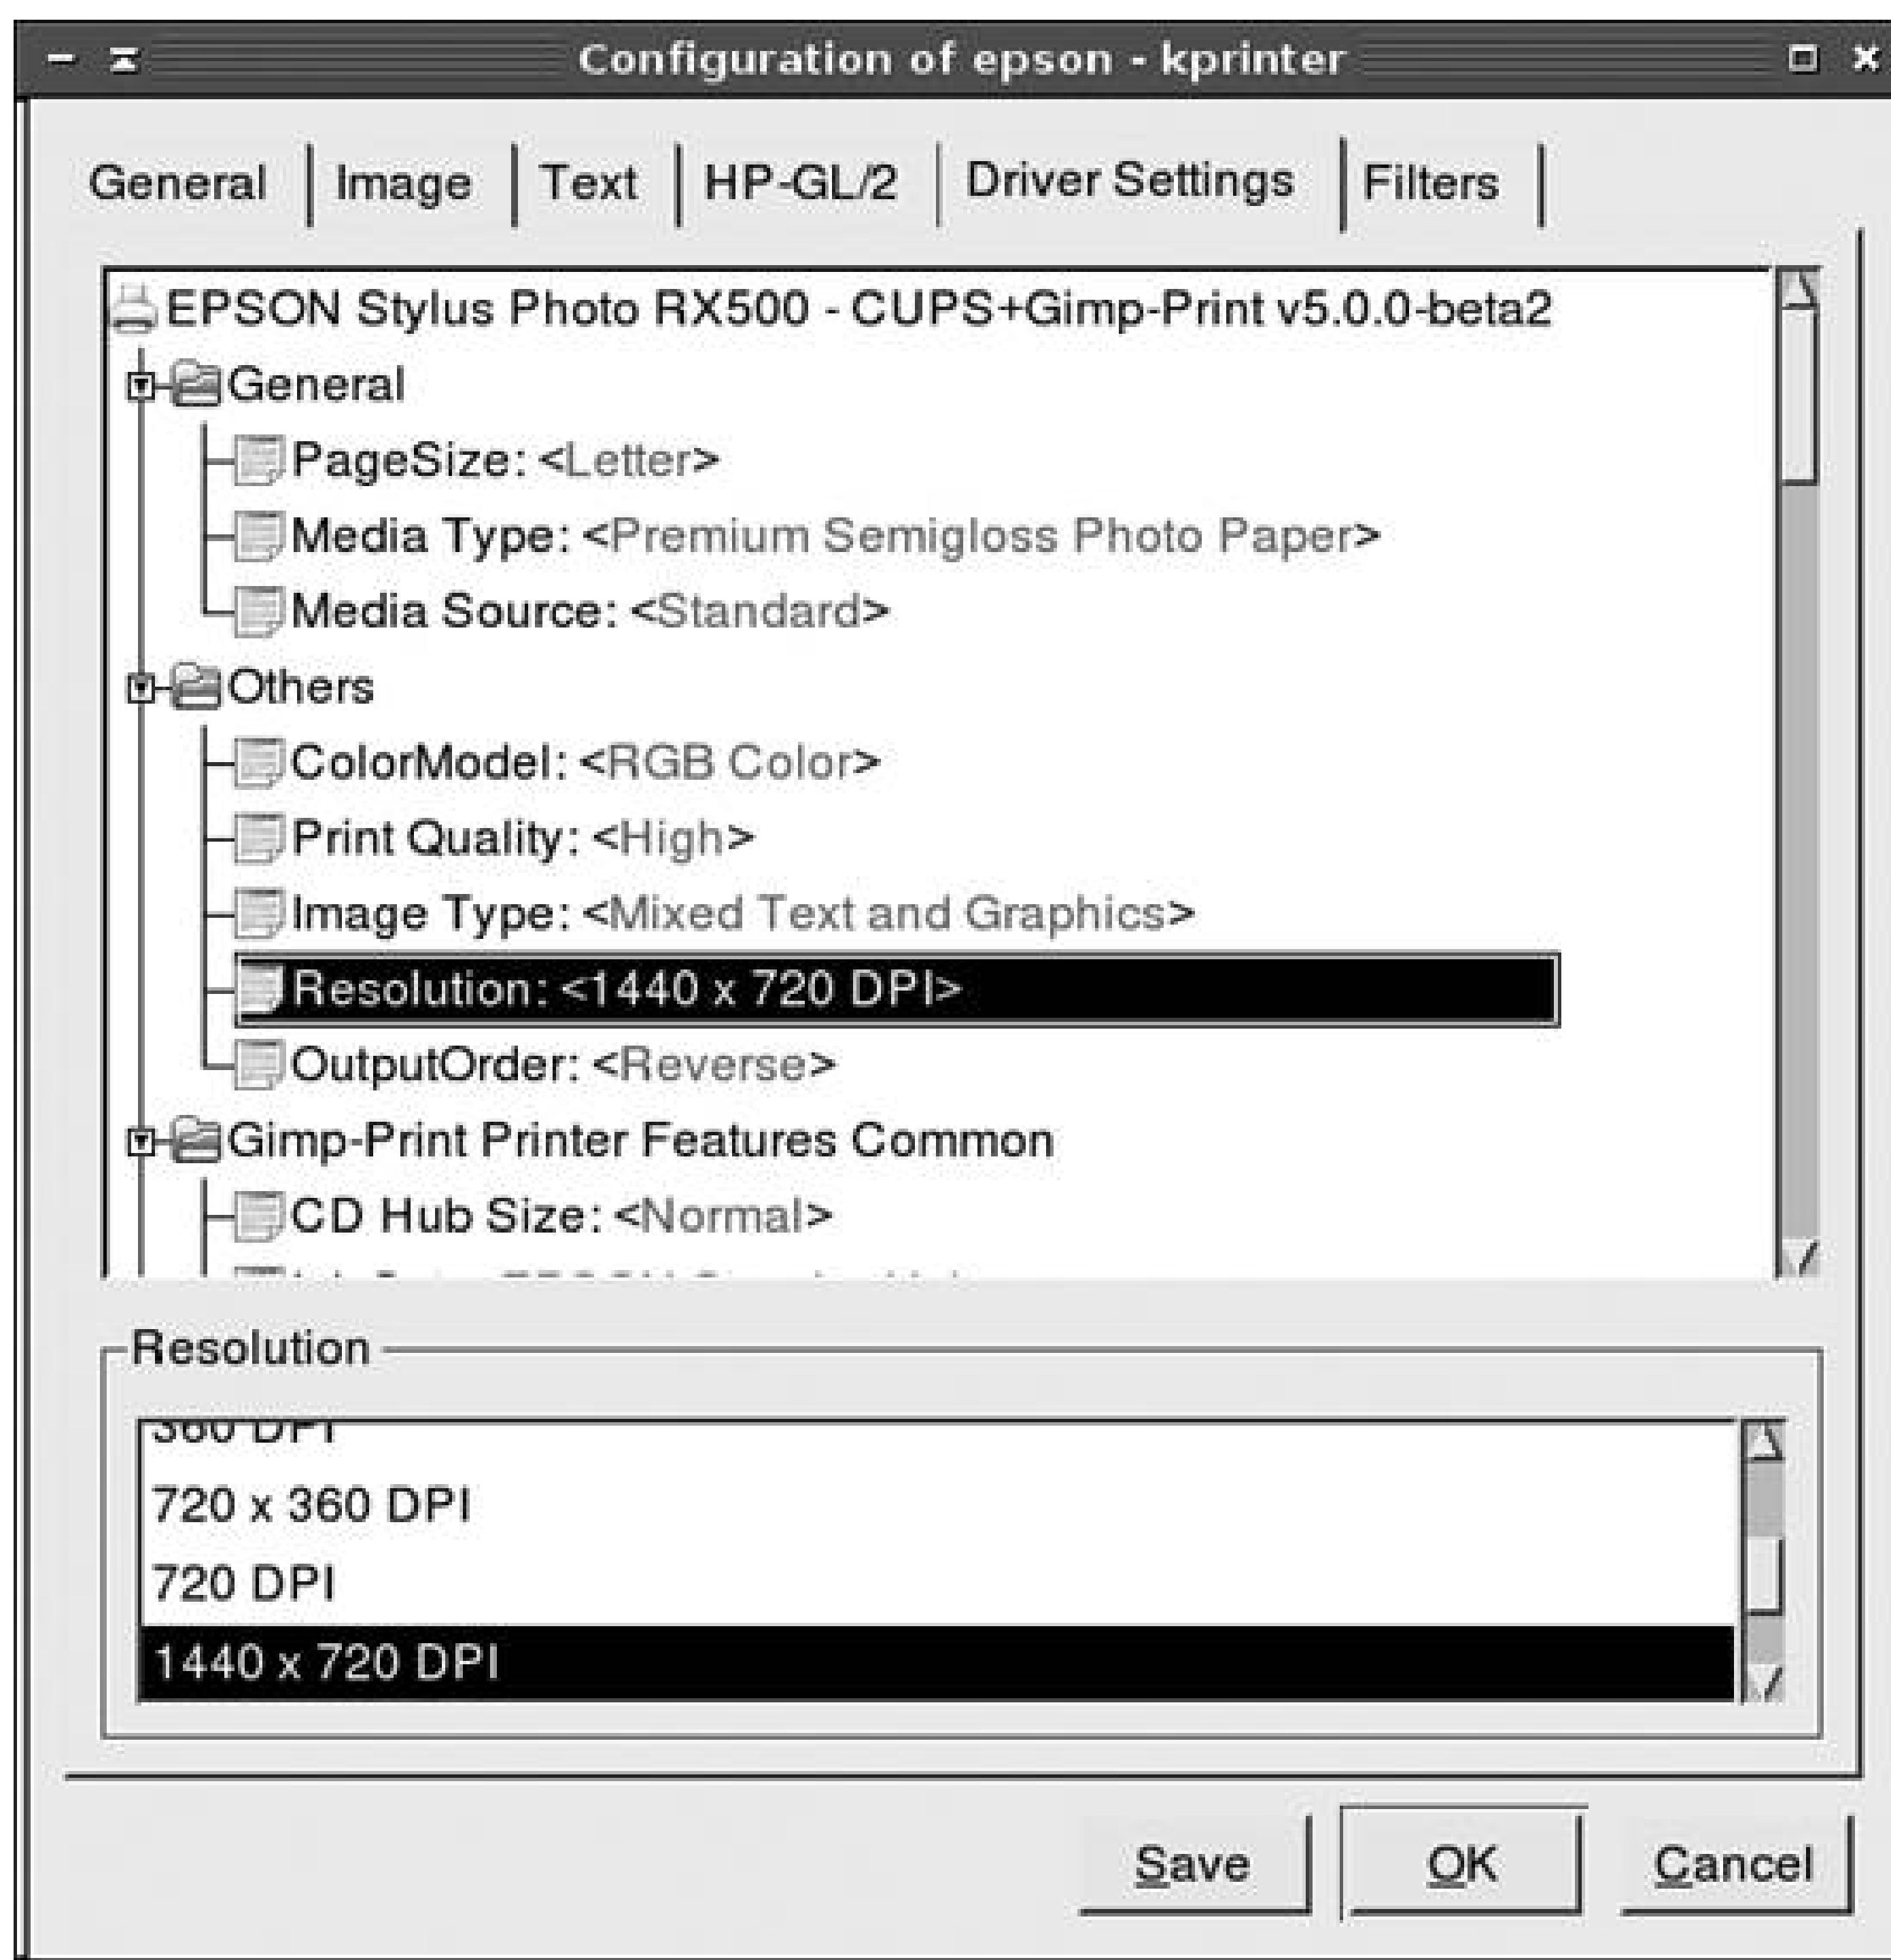 Configuration of epson - kprinter
General Image Text HP-GL/2 Driver Settings Filters
EPSON Stylus Photo RX500 - CUPS+Gimp-Print v5.0.0-beta2
General
PageSize: <Letter>
Media Type: <Premium Semigloss Photo Paper>
Media Source: <Standard>
Others
ColorModel: <RGB Color>
Print Quality: <High>
Image Type: <Mixed Text and Graphics>
Resolution: <1440 x 720 DPI>
OutputOrder: <Reverse>
Gimp-Print Printer Features Common
CD Hub Size: <Normal>
Resolution
360 DPI
720 x 360 DPI
720 DPI
1440 x 720 DPI
Save OK Cancel